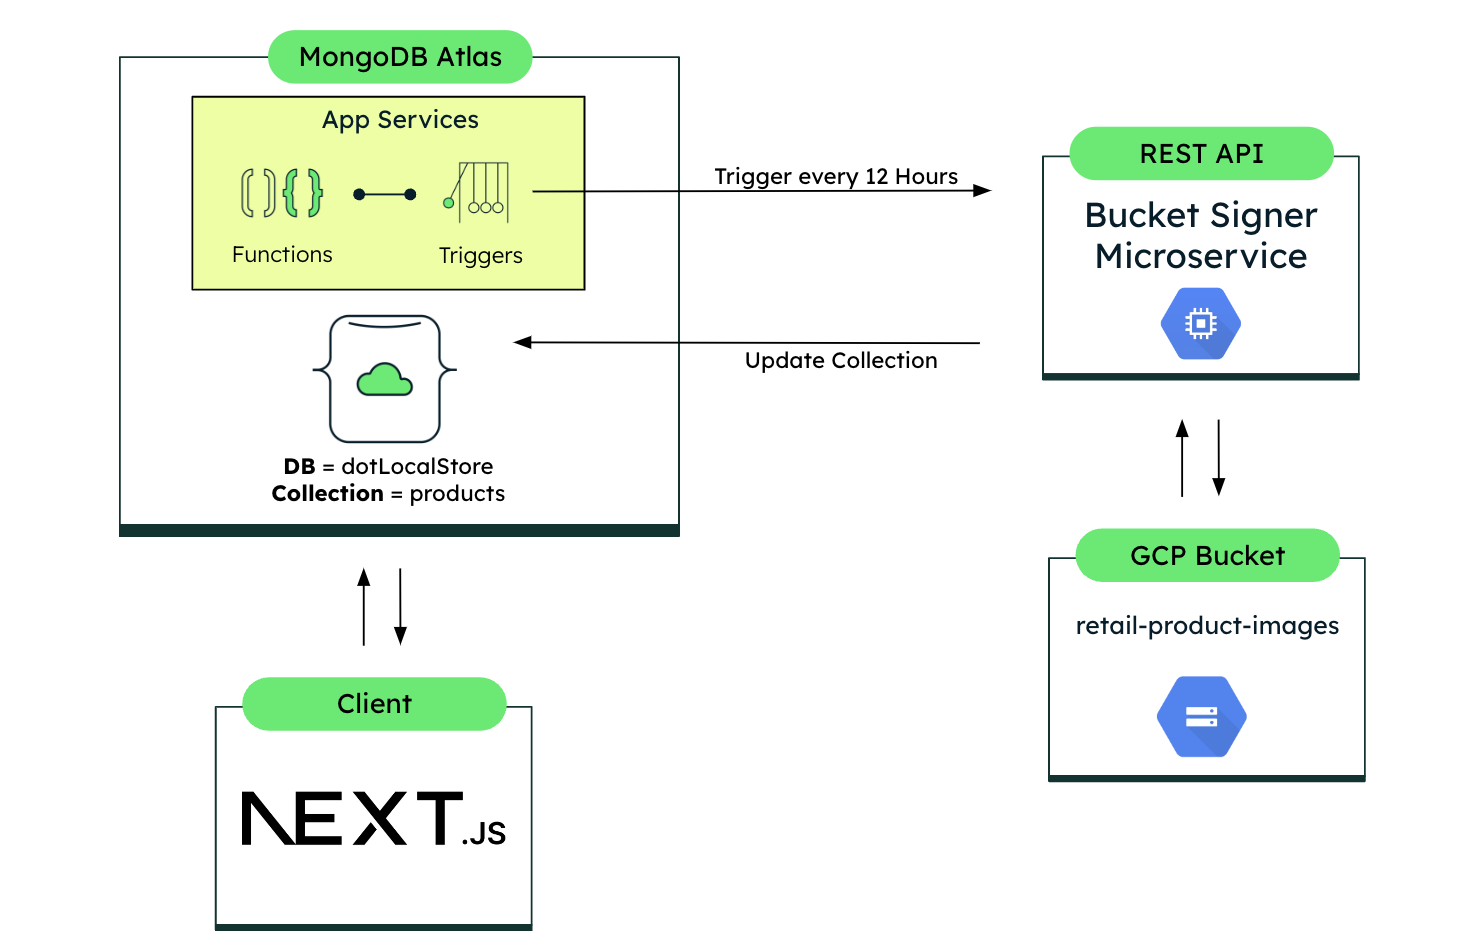 MongoDB Atlas
App Services
Functions
Triggers
DB = dotLocalStore
Collection = products
Trigger every 12 Hours
Update Collection
REST API
Bucket Signer
Microservice
GCP Bucket
retail-product-images
Client
NEXT.JS